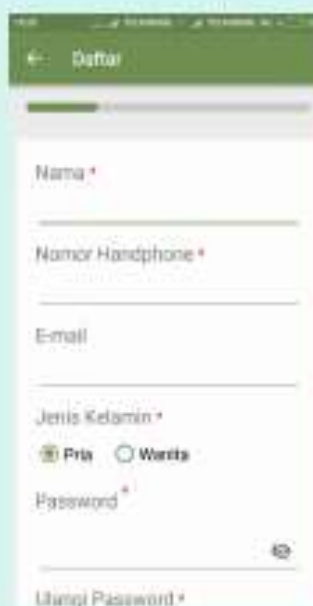 Daftar
Nama *
Nomor Handphone *
E-mail
Jenis Kelamin *
Pria Wanita
Password *
Ulangi Password *